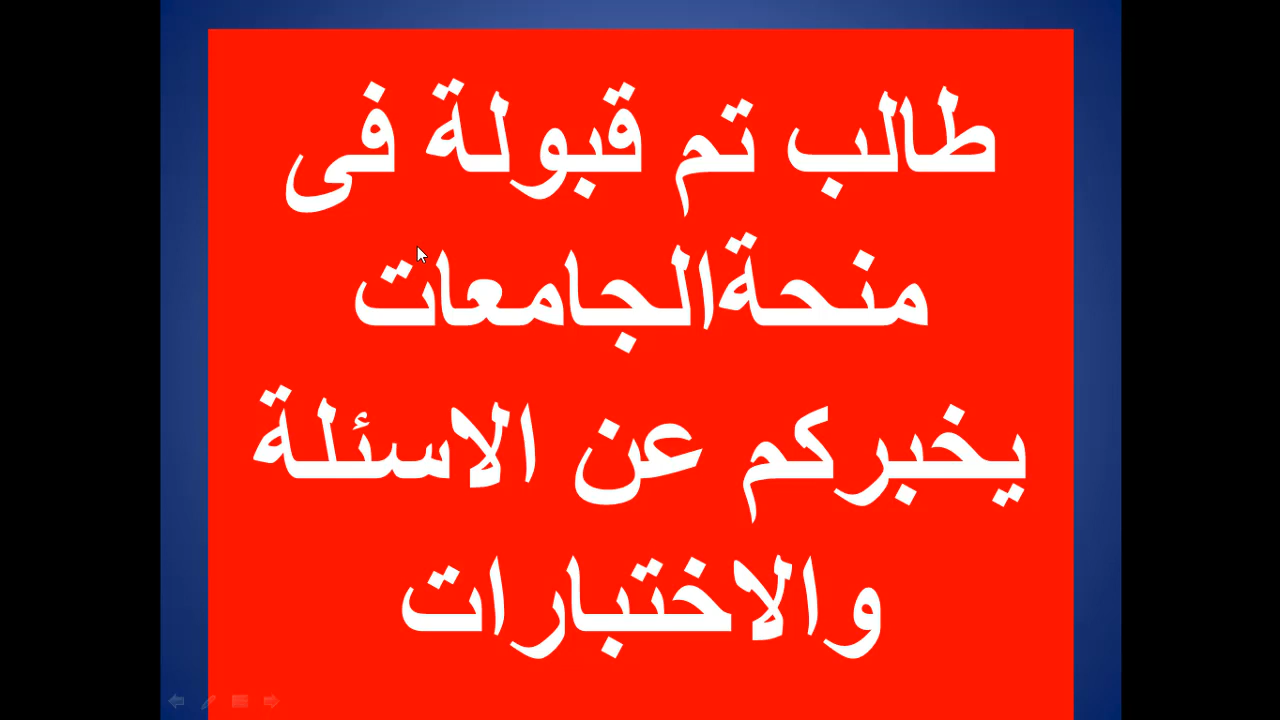 طالب تم قبولة فى
منحةالجامعات
يخبركم عن الاسئلة
والاختبارات